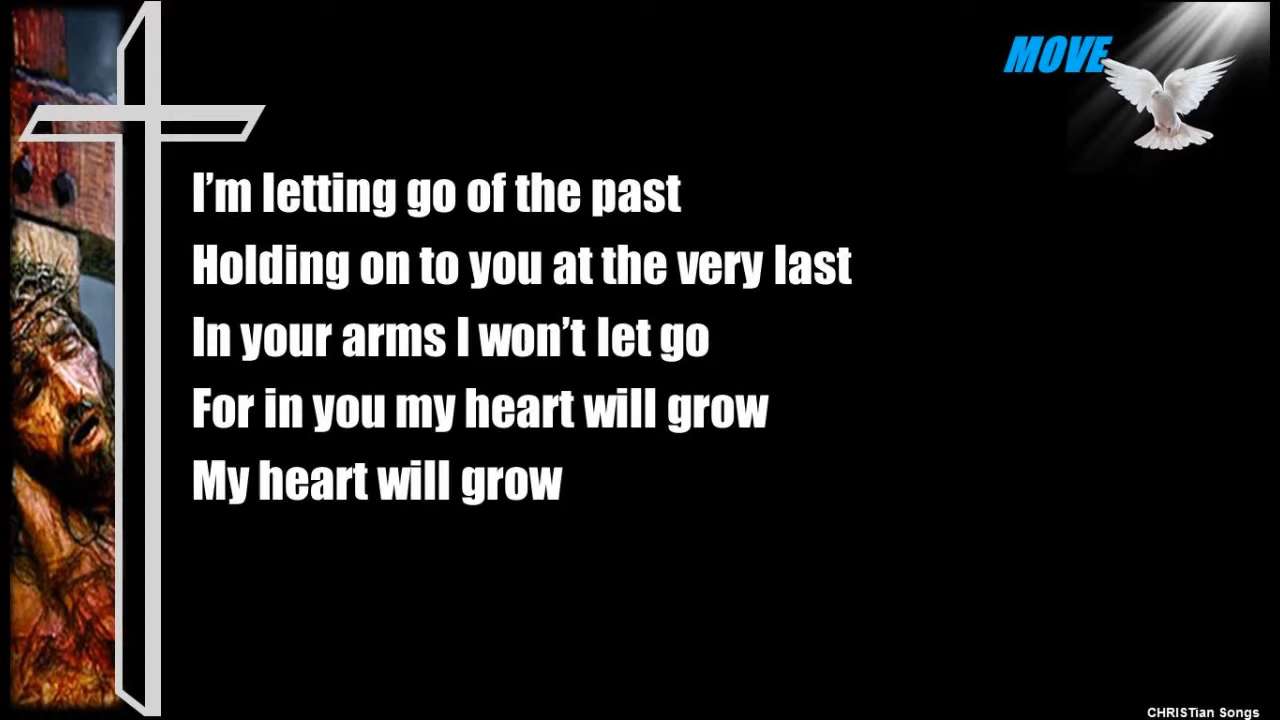 MOVE
I’m letting go of the past
Holding on to you at the very last
In your arms I won’t let go
For in you my heart will grow
My heart will grow
CHRISTian Songs